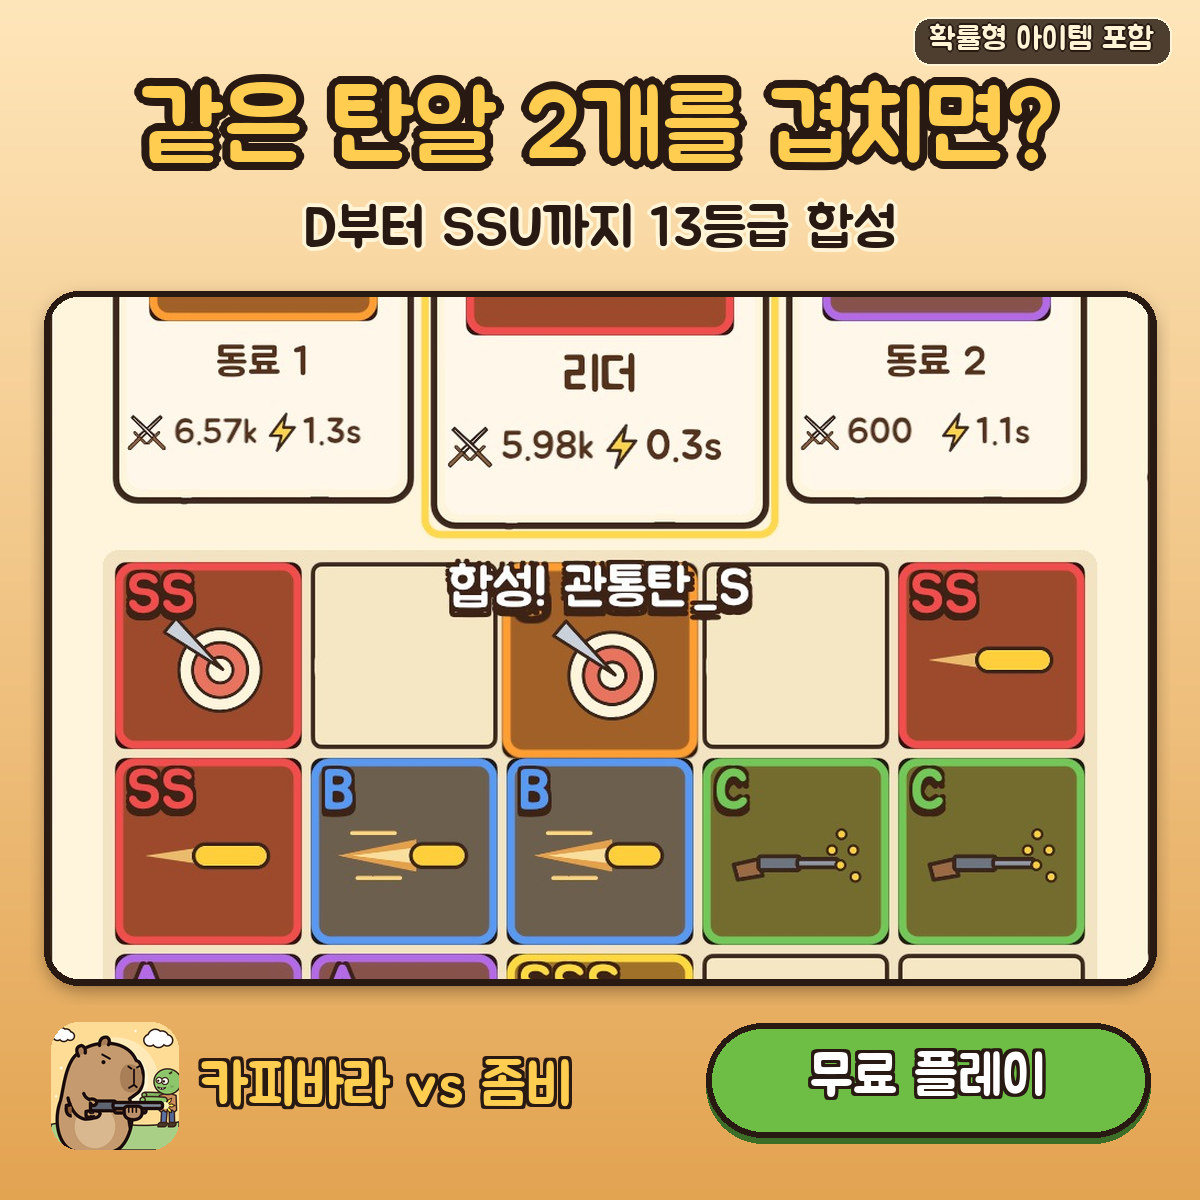 확률형 아이템 포함
같은 탄알 2개를 겹치면?
D부터 SSU까지 13등급 합성
동료 1
리더
동료 2
6.57k 1.3s
5.98k 0.3s
600 1.1s
합성! 관통탄_S
SS
SS
SS
B
B
C
C
A
A
SSS
카피바라 vs 좀비
무료 플레이